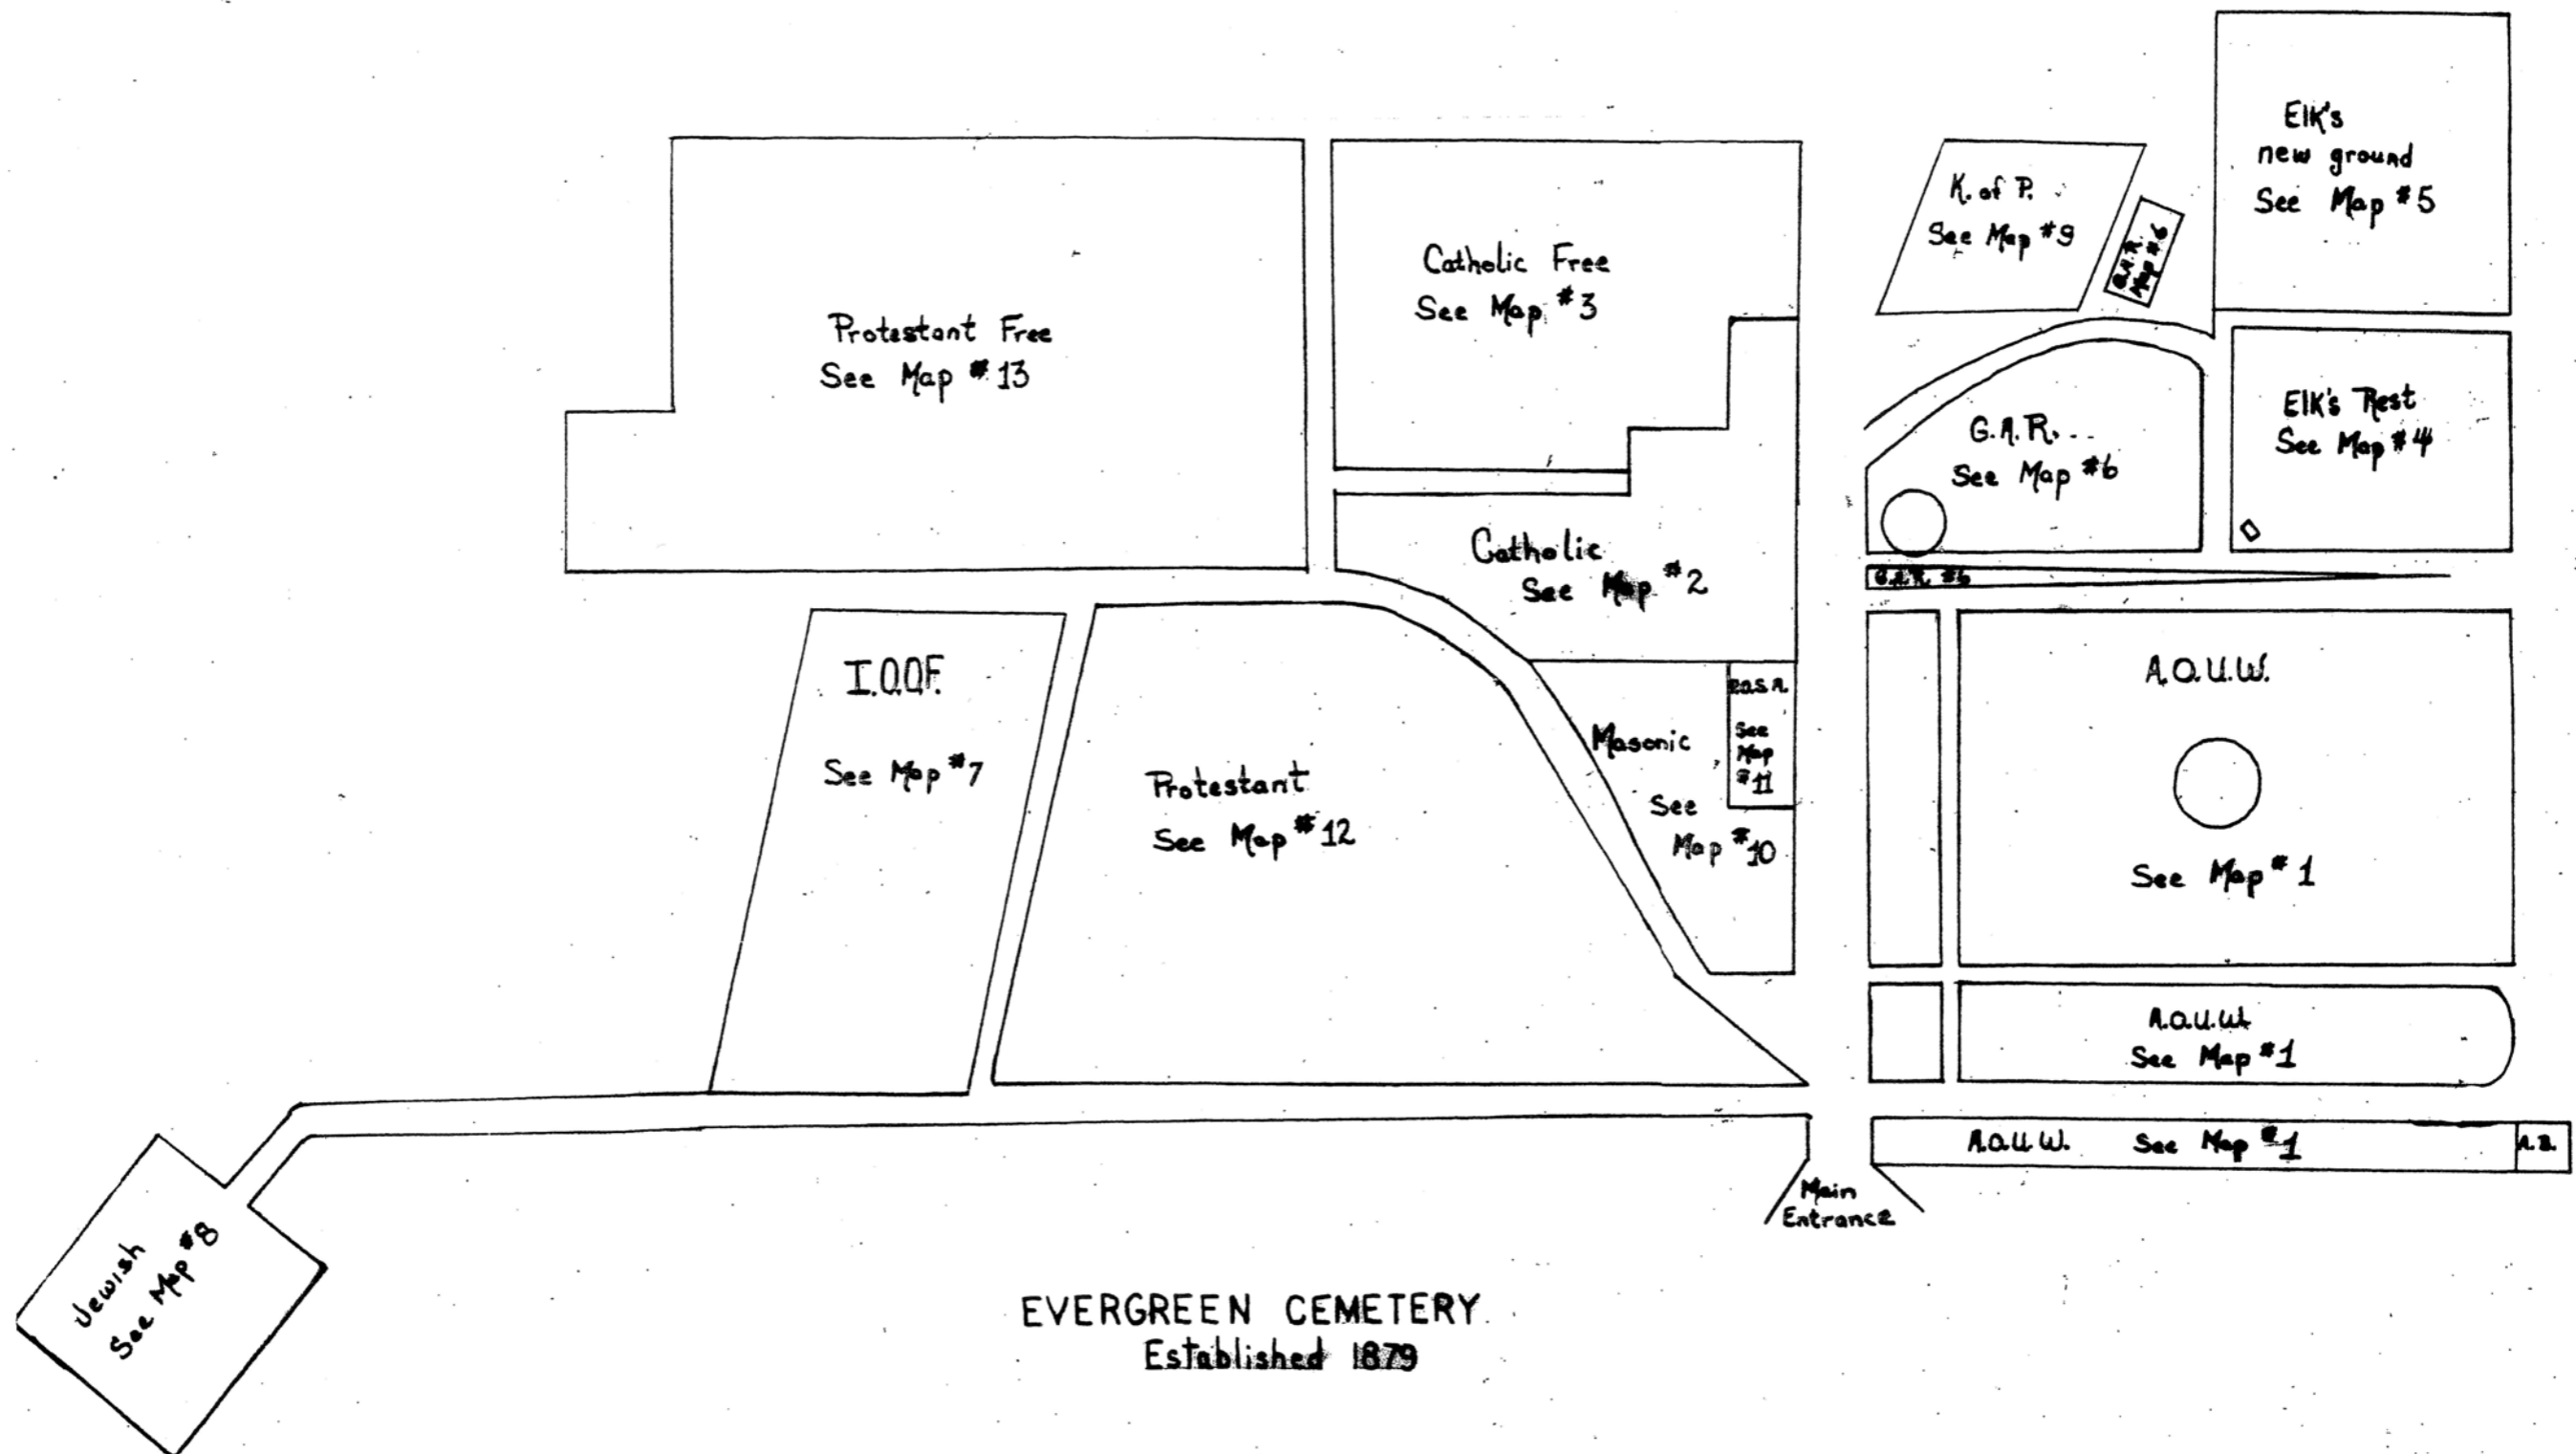 Elk's
new ground
See Map #5
K. of P.
See Map #9
G.A.R.
Map #6
Catholic Free
See Map #3
Protestant Free
See Map #13
Elk's Rest
See Map #4
G.A.R.
See Map #6
Catholic
See Map #2
G.A.R. #6
I.O.O.F.
See Map #7
A.O.U.W.
See Map #1
P.O.S.A.
See
Map
#11
Masonic
See
Map #10
Protestant
See Map #12
A.O.U.W.
See Map #1
A.O.U.W. See Map #1
Main
Entrance
Jewish
See Map #8
EVERGREEN CEMETERY
Established 1879